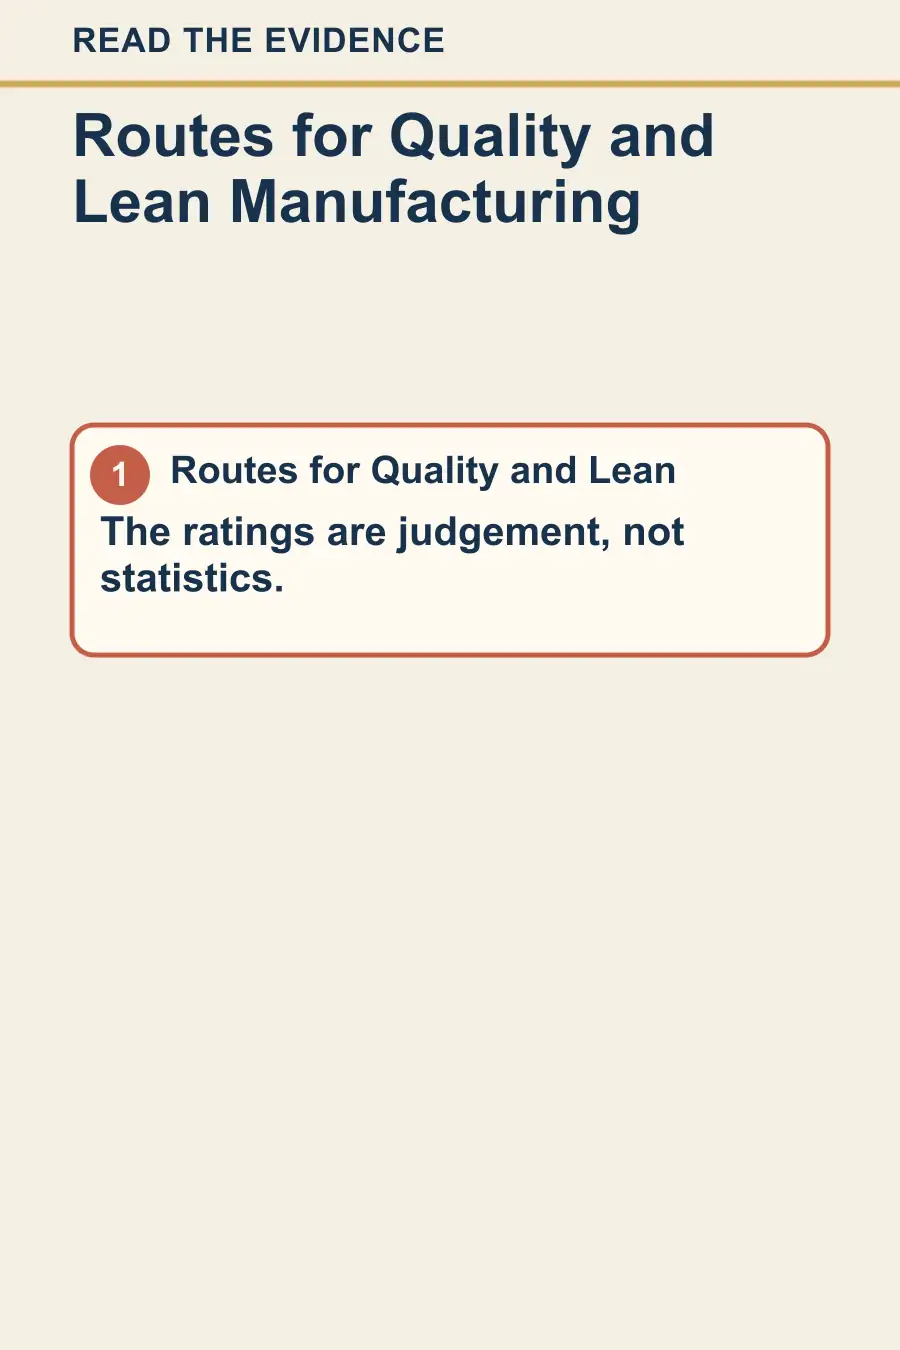 READ THE EVIDENCE
Routes for Quality and
Lean Manufacturing
1 Routes for Quality and Lean
The ratings are judgement, not
statistics.